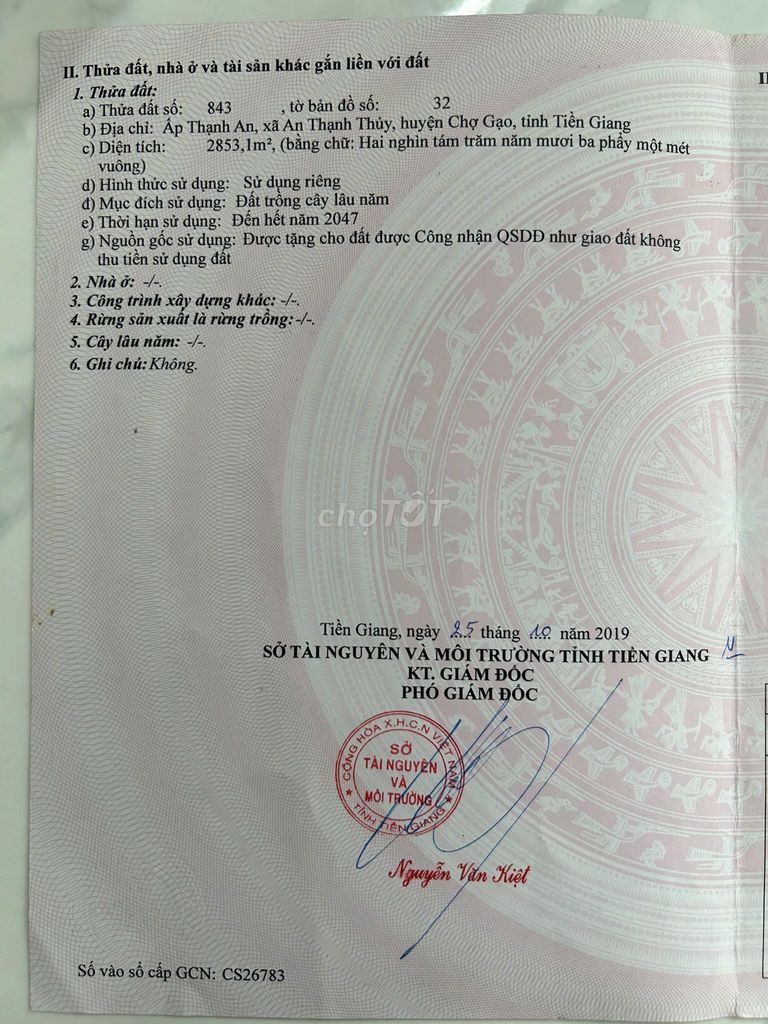 II. Thửa đất, nhà ở và tài sản khác gắn liền với đất
1. Thửa đất:
a) Thửa đất số: 843 , tờ bản đồ số: 32
b) Địa chỉ: Ấp Thạnh An, xã An Thạnh Thủy, huyện Chợ Gạo, tỉnh Tiền Giang
c) Diện tích: 2853,1m², (bằng chữ: Hai nghìn tám trăm năm mươi ba phẩy một mét
vuông)
d) Hình thức sử dụng: Sử dụng riêng
đ) Mục đích sử dụng: Đất trồng cây lâu năm
e) Thời hạn sử dụng: Đến hết năm 2047
g) Nguồn gốc sử dụng: Được tặng cho đất được Công nhận QSDĐ như giao đất không
thu tiền sử dụng đất
2. Nhà ở: -/-.
3. Công trình xây dựng khác: -/-.
4. Rừng sản xuất là rừng trồng:-/-.
5. Cây lâu năm: -/-.
6. Ghi chú: Không.
chợTỐT
Tiền Giang, ngày 25 tháng 10 năm 2019
SỞ TÀI NGUYÊN VÀ MÔI TRƯỜNG TỈNH TIỀN GIANG
KT. GIÁM ĐỐC
PHÓ GIÁM ĐỐC
CỘNG HÒA X.H.C.N VIỆT NAM
SỞ
TÀI NGUYÊN
VÀ
MÔI TRƯỜNG
TỈNH TIỀN GIANG
Nguyễn Văn Kiệt
Số vào sổ cấp GCN: CS26783